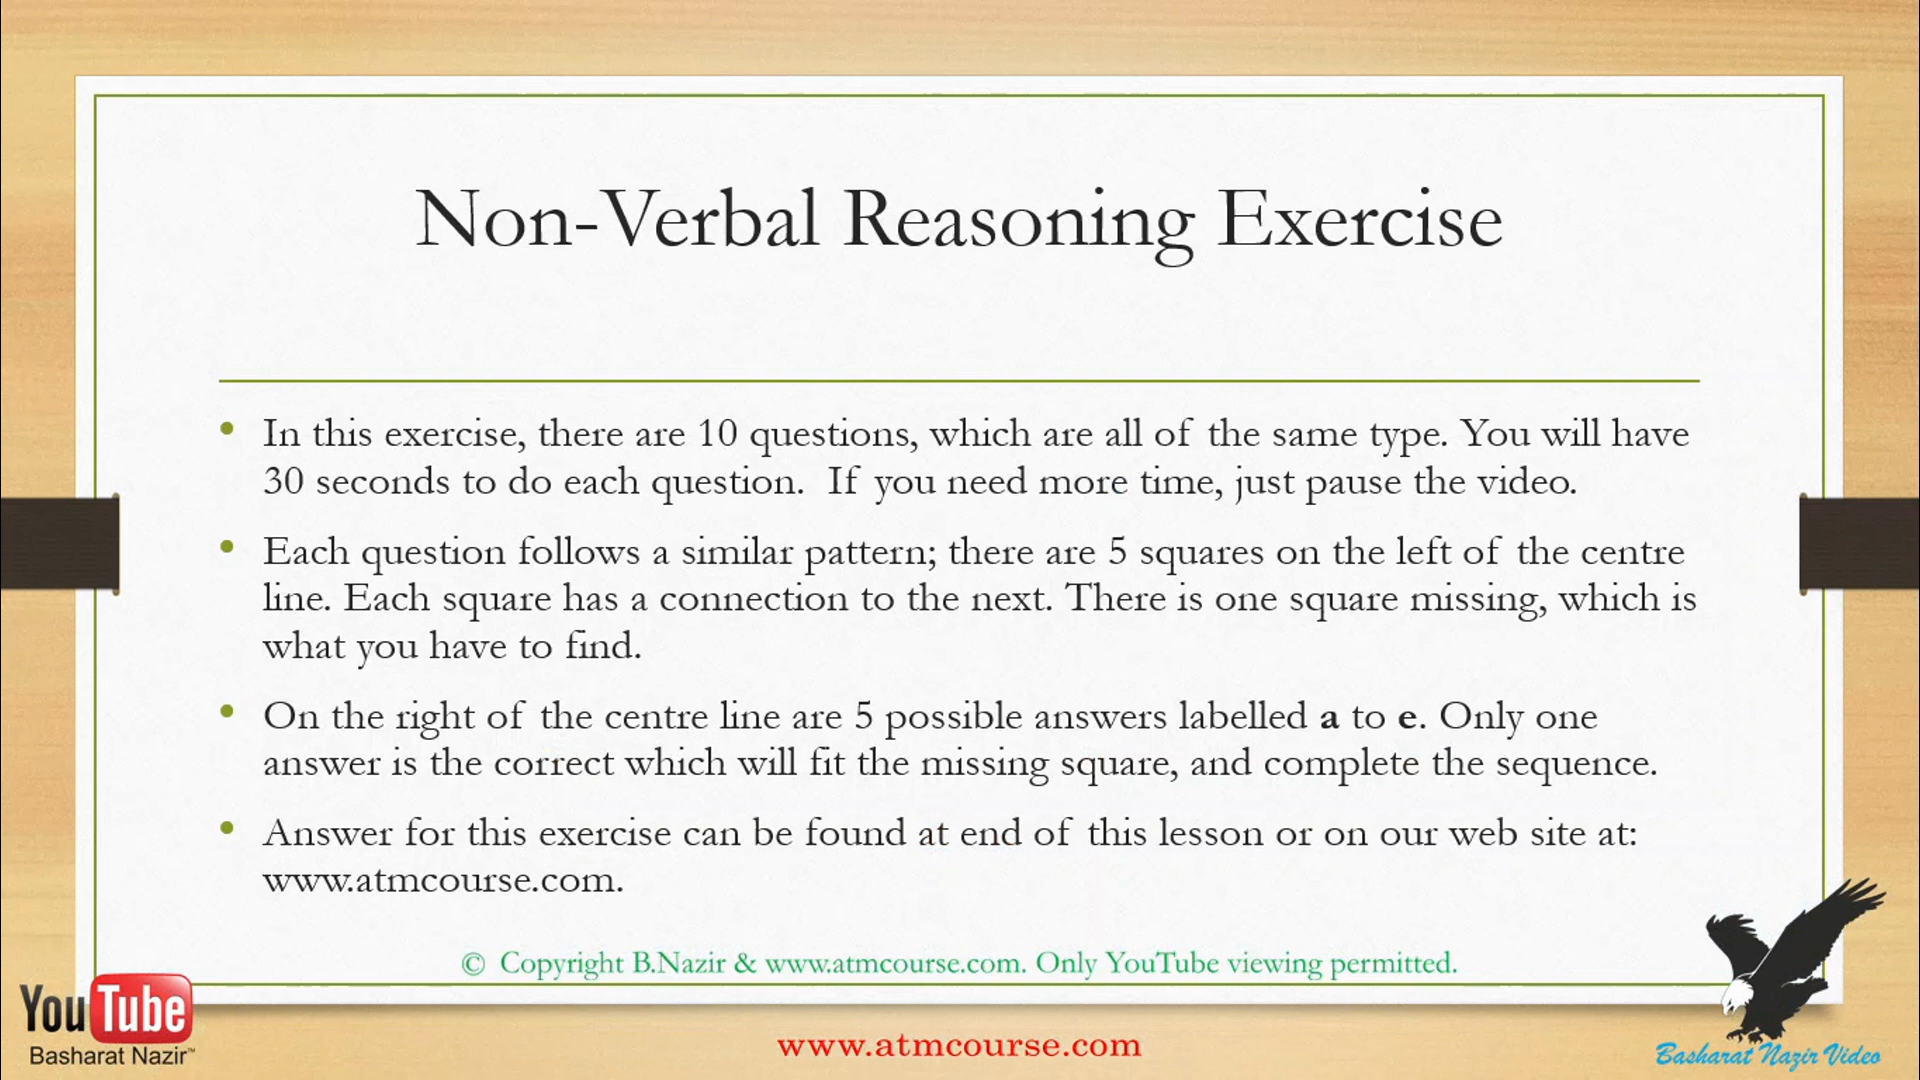 Non-Verbal Reasoning Exercise
• In this exercise, there are 10 questions, which are all of the same type. You will have
30 seconds to do each question. If you need more time, just pause the video.
• Each question follows a similar pattern; there are 5 squares on the left of the centre
line. Each square has a connection to the next. There is one square missing, which is
what you have to find.
• On the right of the centre line are 5 possible answers labelled a to e. Only one
answer is the correct which will fit the missing square, and complete the sequence.
• Answer for this exercise can be found at end of this lesson or on our web site at:
www.atmcourse.com.
© Copyright B.Nazir & www.atmcourse.com. Only YouTube viewing permitted.
YouTube
Basharat Nazir™
www.atmcourse.com
Basharat Nazir Video